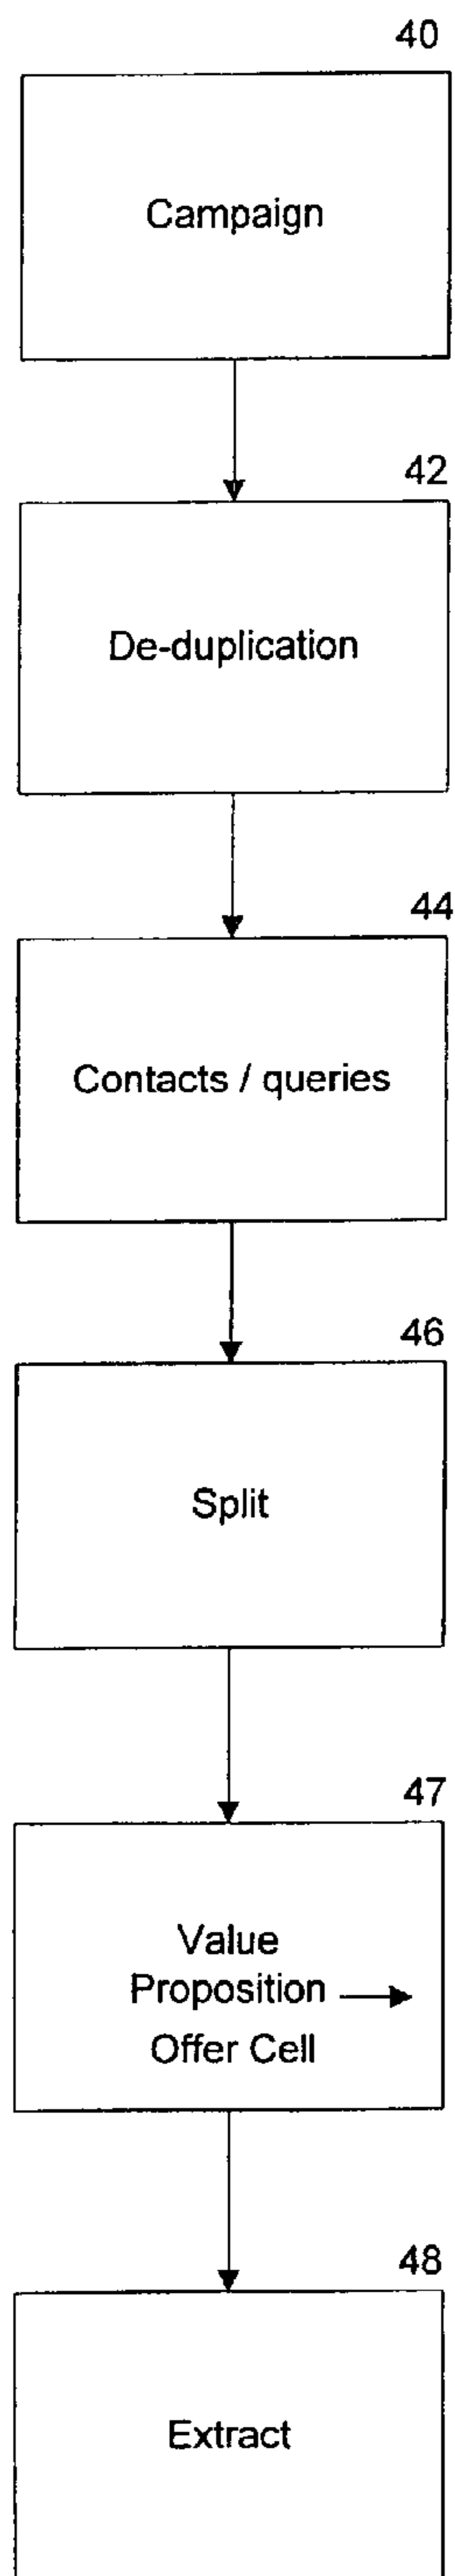 40
Campaign
42
De-duplication
44
Contacts / queries
46
Split
47
Value
Proposition
Offer Cell
48
Extract